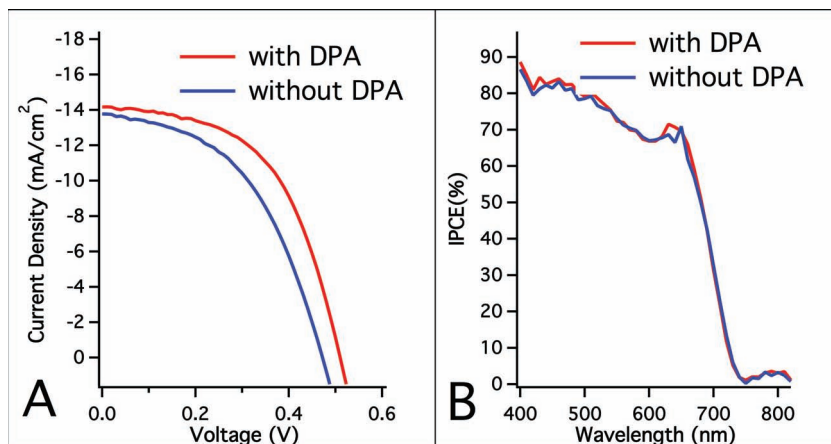 -18
-16
-14
-12
-10
-8
-6
-4
-2
0
Current Density (mA/cm²)
with DPA
without DPA
A
0.0 0.2 0.4 0.6
Voltage (V)
90
80
70
60
50
40
30
20
10
0
IPCE(%)
with DPA
without DPA
B
400 500 600 700 800
Wavelength (nm)